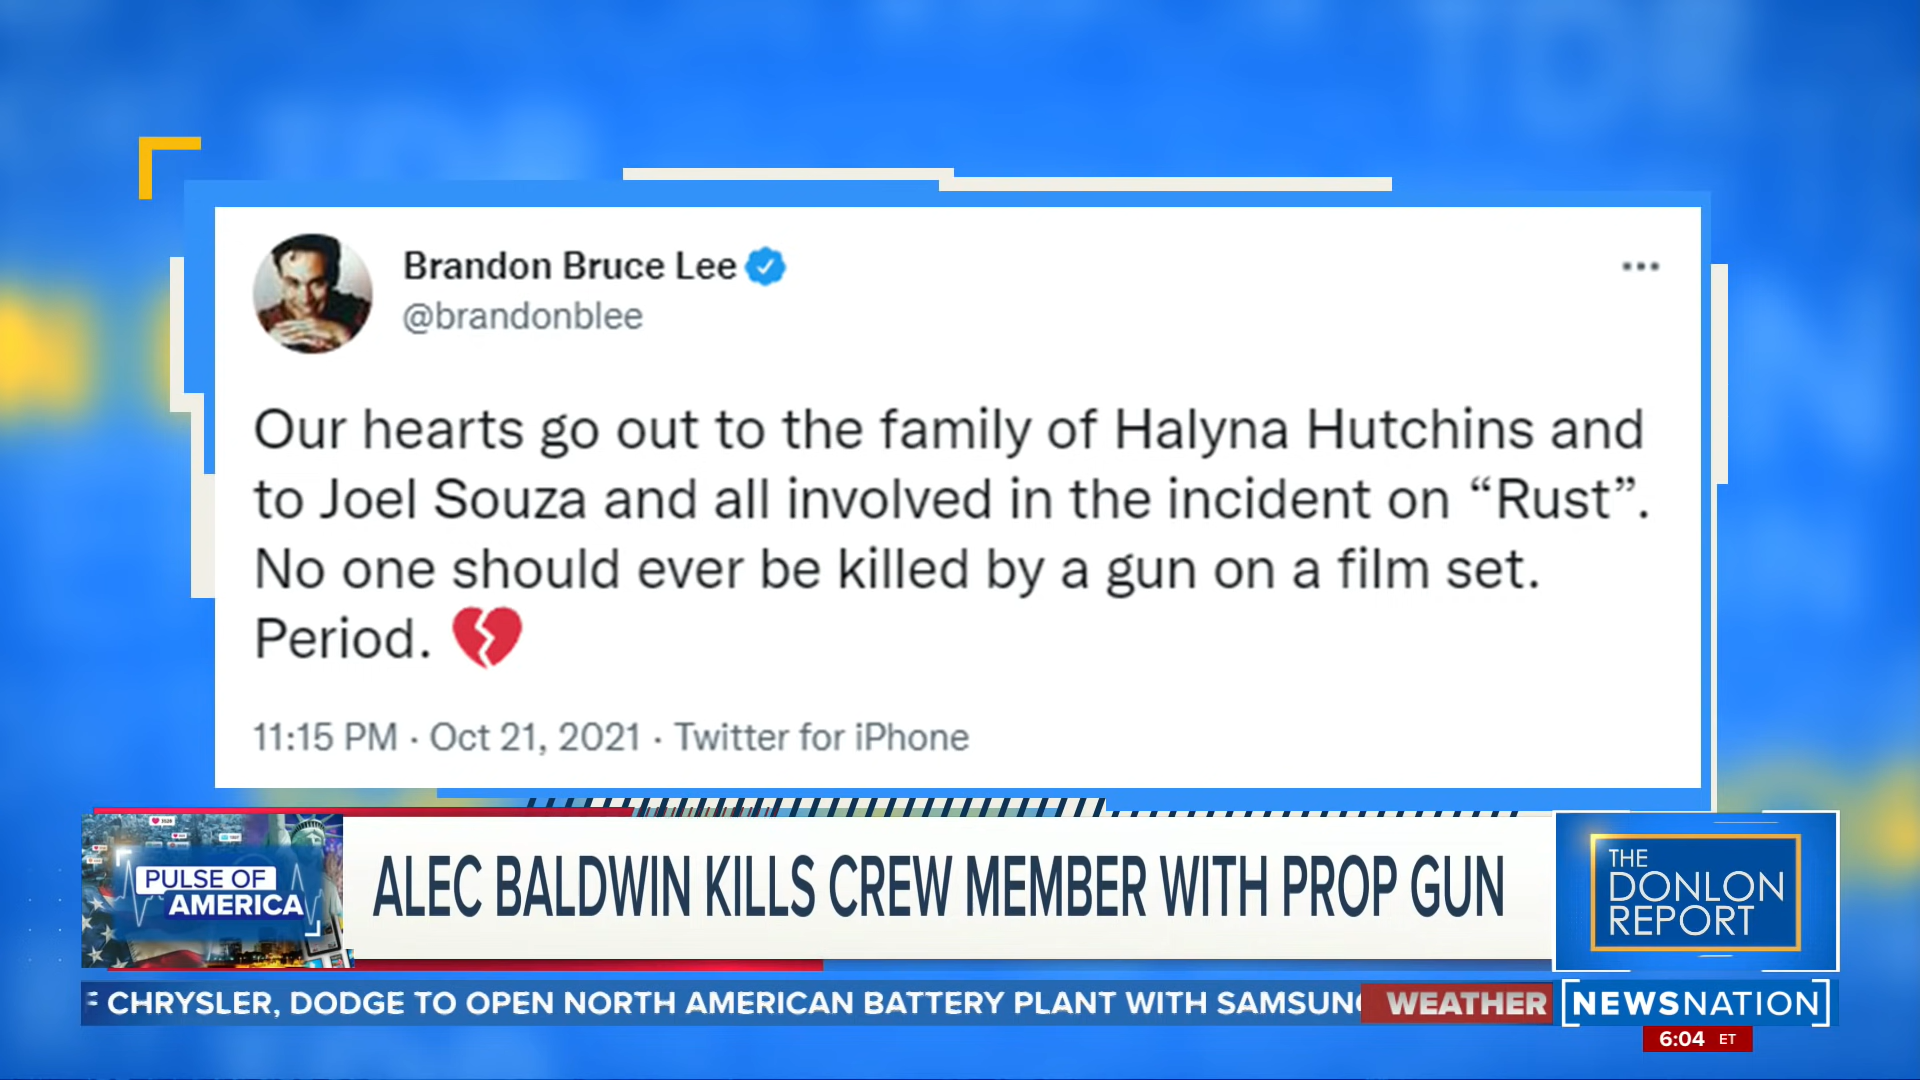 Brandon Bruce Lee
@brandonblee
Our hearts go out to the family of Halyna Hutchins and
to Joel Souza and all involved in the incident on “Rust”.
No one should ever be killed by a gun on a film set.
Period.
11:15 PM · Oct 21, 2021 · Twitter for iPhone
PULSE OF
AMERICA
ALEC BALDWIN KILLS CREW MEMBER WITH PROP GUN
THE
DONLON
REPORT
CHRYSLER, DODGE TO OPEN NORTH AMERICAN BATTERY PLANT WITH SAMSUNG
WEATHER
NEWSNATION
6:04 ET